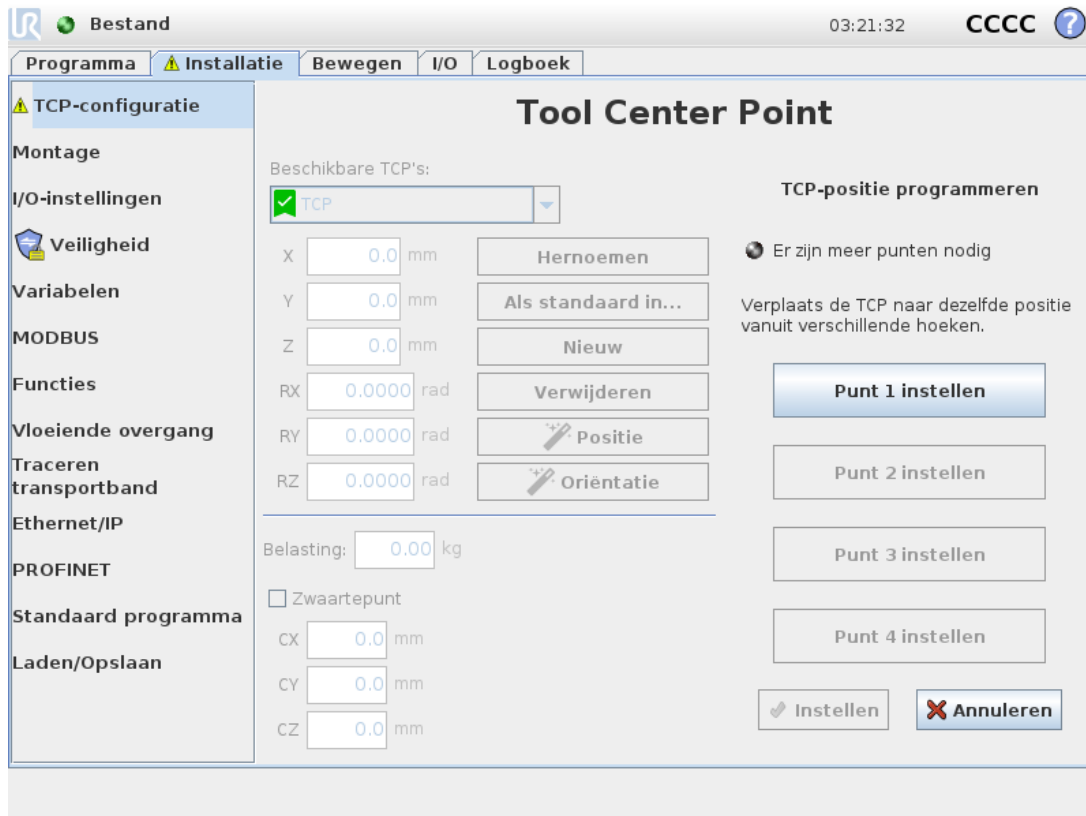 UR Bestand 03:21:32 CCCC ?
Programma Installatie Bewegen I/O Logboek
TCP-configuratie
Montage
I/O-instellingen
Veiligheid
Variabelen
MODBUS
Functies
Vloeiende overgang
Traceren
transportband
Ethernet/IP
PROFINET
Standaard programma
Laden/Opslaan
Tool Center Point
Beschikbare TCP's:
TCP
X 0.0 mm Hernoemen
Y 0.0 mm Als standaard in...
Z 0.0 mm Nieuw
RX 0.0000 rad Verwijderen
RY 0.0000 rad Positie
RZ 0.0000 rad Oriëntatie
Belasting: 0.00 kg
Zwaartepunt
CX 0.0 mm
CY 0.0 mm
CZ 0.0 mm
TCP-positie programmeren
Er zijn meer punten nodig
Verplaats de TCP naar dezelfde positie
vanuit verschillende hoeken.
Punt 1 instellen
Punt 2 instellen
Punt 3 instellen
Punt 4 instellen
Instellen Annuleren